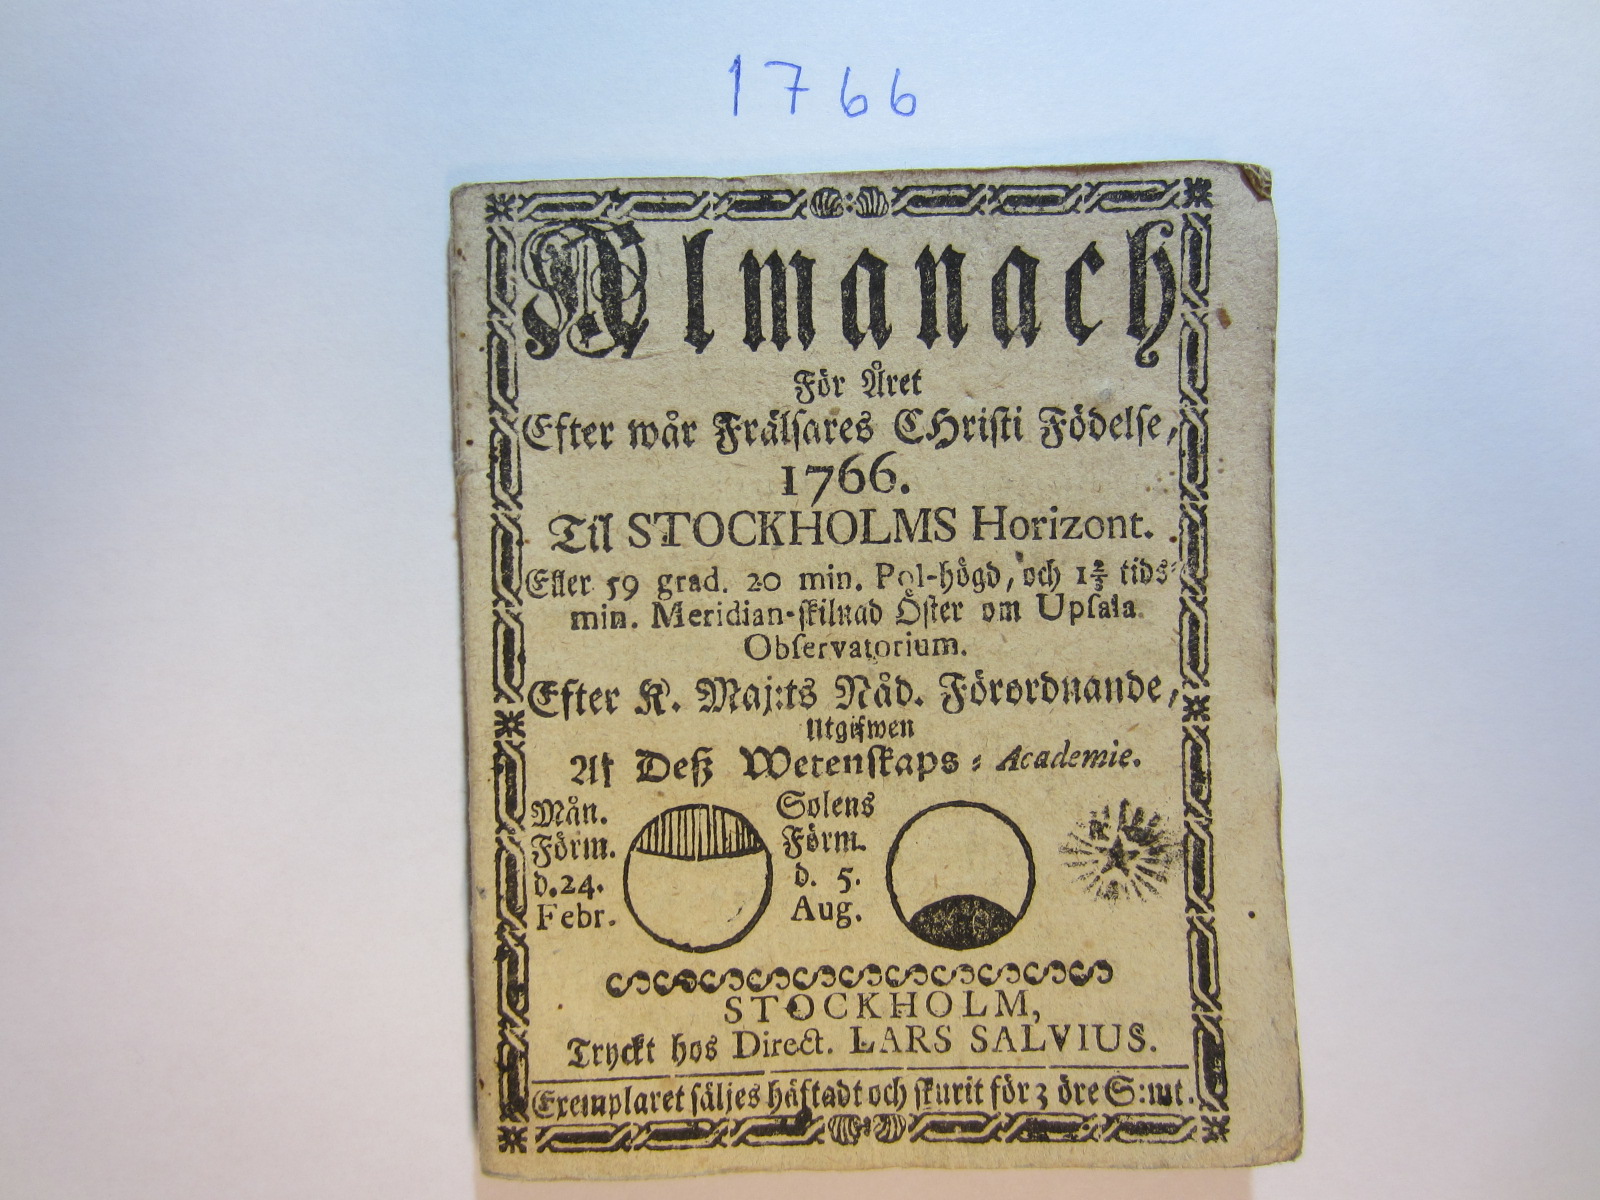 1766
Almanach
För Året
Efter wår Frälsares CHristi Födelse,
1766.
Til STOCKHOLMS Horizont.
Efter 59 grad. 20 min. Pol-högd, och 1⅔ tids-
min. Meridian-skilnad Öster om Upsala
Observatorium.
Efter K. Maj:ts Nåd. Förordnande,
Utgifwen
Af Deß Wetenskaps-Academie.
Mån.
Förm.
d. 24.
Febr.
Solens
Förm.
d. 5.
Aug.
STOCKHOLM,
Tryckt hos Direct. LARS SALVIUS.
Exemplaret säljes häftadt och skurit för 3 öre S:mt.